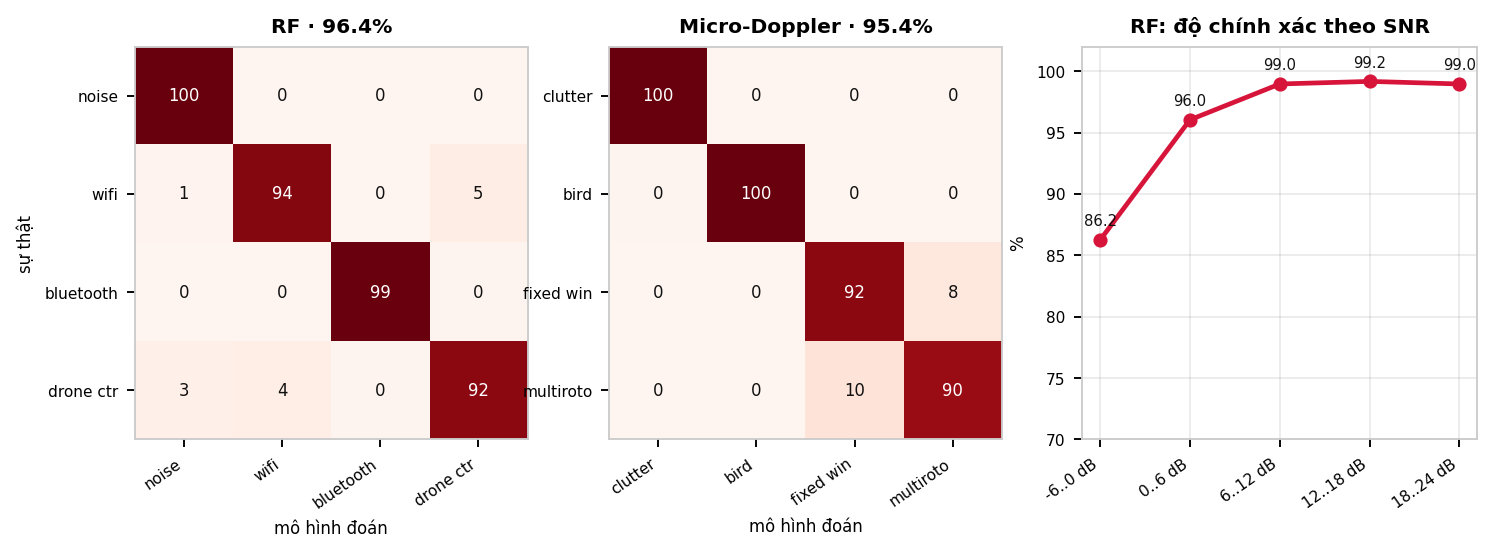 RF · 96.4%
sự thật
noise 100 0 0 0
wifi 1 94 0 5
bluetooth 0 0 99 0
drone ctr 3 4 0 92
noise wifi bluetooth drone ctr
mô hình đoán
Micro-Doppler · 95.4%
clutter 100 0 0 0
bird 0 100 0 0
fixed win 0 0 92 8
multiroto 0 0 10 90
clutter bird fixed win multiroto
mô hình đoán
RF: độ chính xác theo SNR
%
100
95
90
85
80
75
70
86.2 96.0 99.0 99.2 99.0
-6..0 dB 0..6 dB 6..12 dB 12..18 dB 18..24 dB